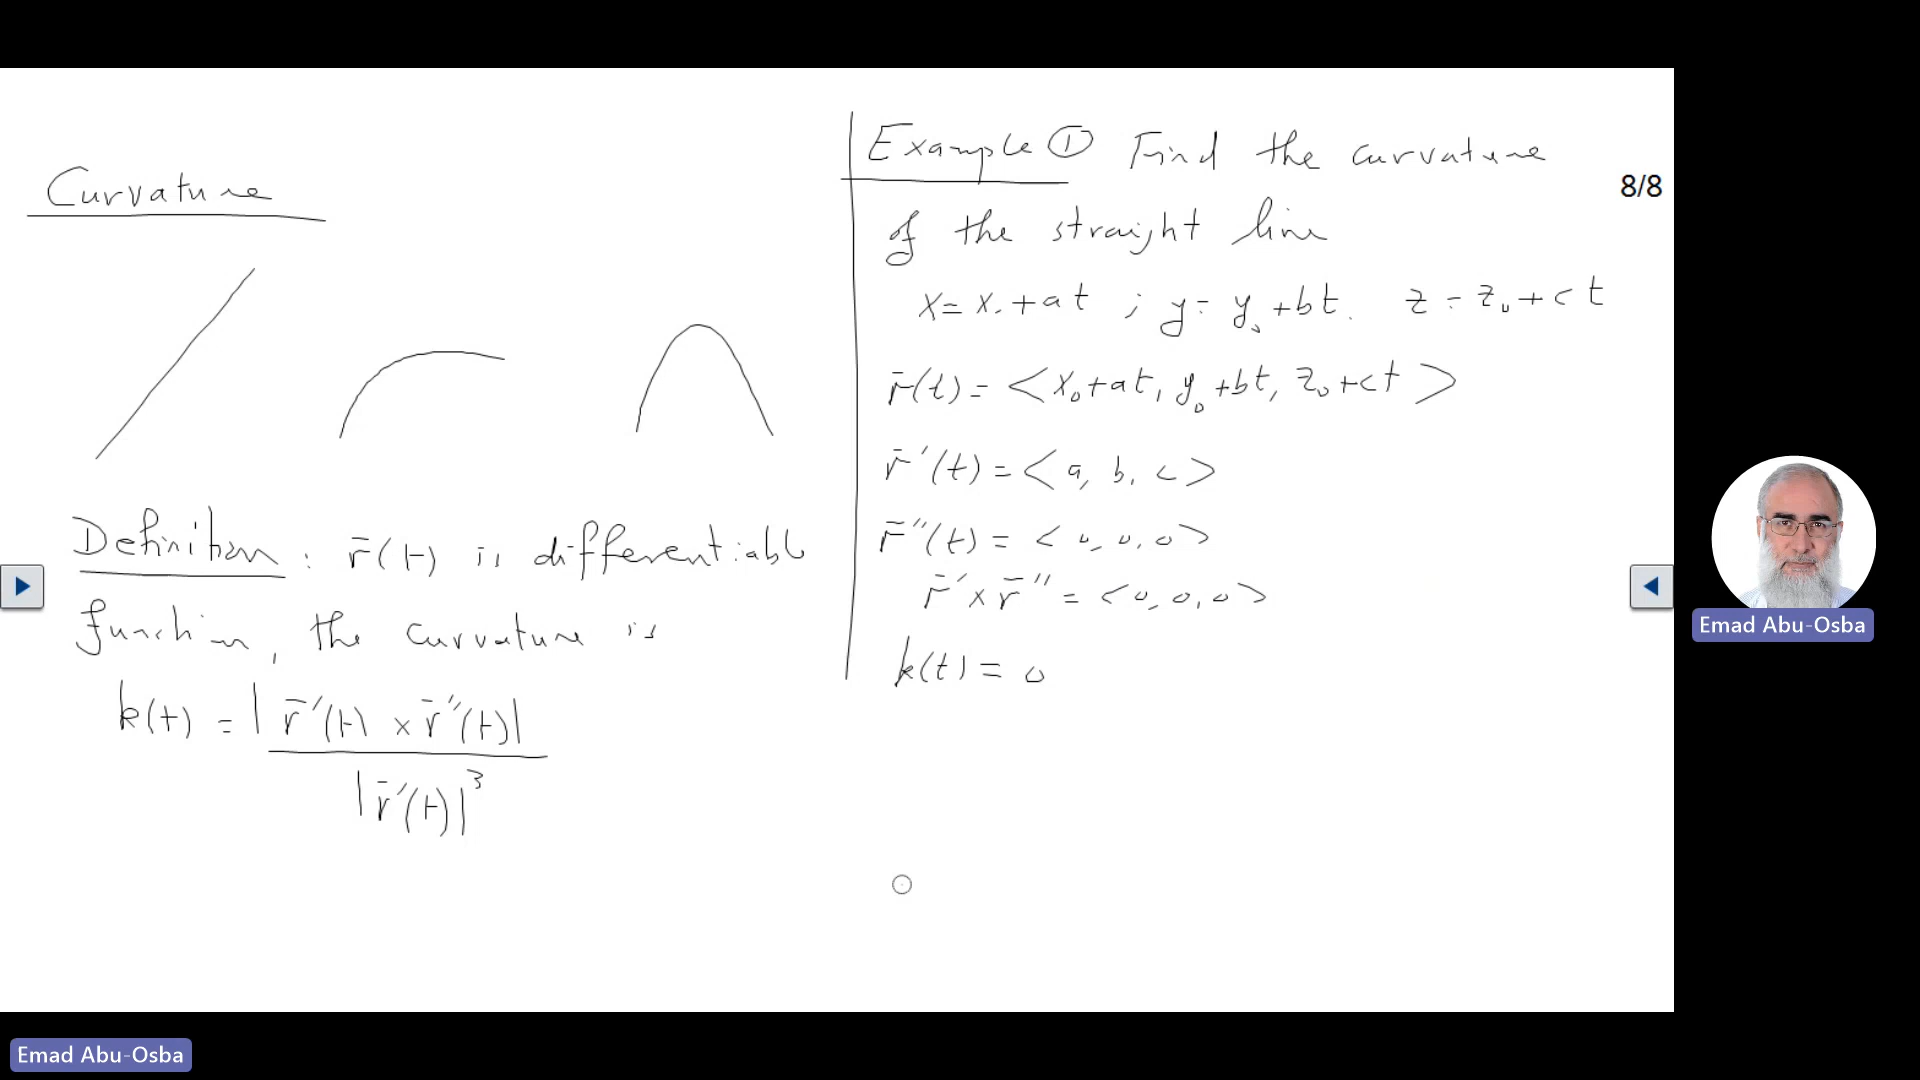 Curvature
Definition: r̄(t) is differentiable
function, the curvature is
k(t) = |r̄′(t) × r̄″(t)|
|r̄′(t)|³
Example ① Find the curvature
of the straight line
x = x₀ + at ; y = y₀ + bt. z = z₀ + ct
r̄(t) = <x₀+at, y₀+bt, z₀+ct>
r̄′(t) = <a, b, c>
r̄″(t) = <0, 0, 0>
r̄′ × r̄″ = <0, 0, 0>
k(t) = 0
8/8
Emad Abu-Osba
Emad Abu-Osba